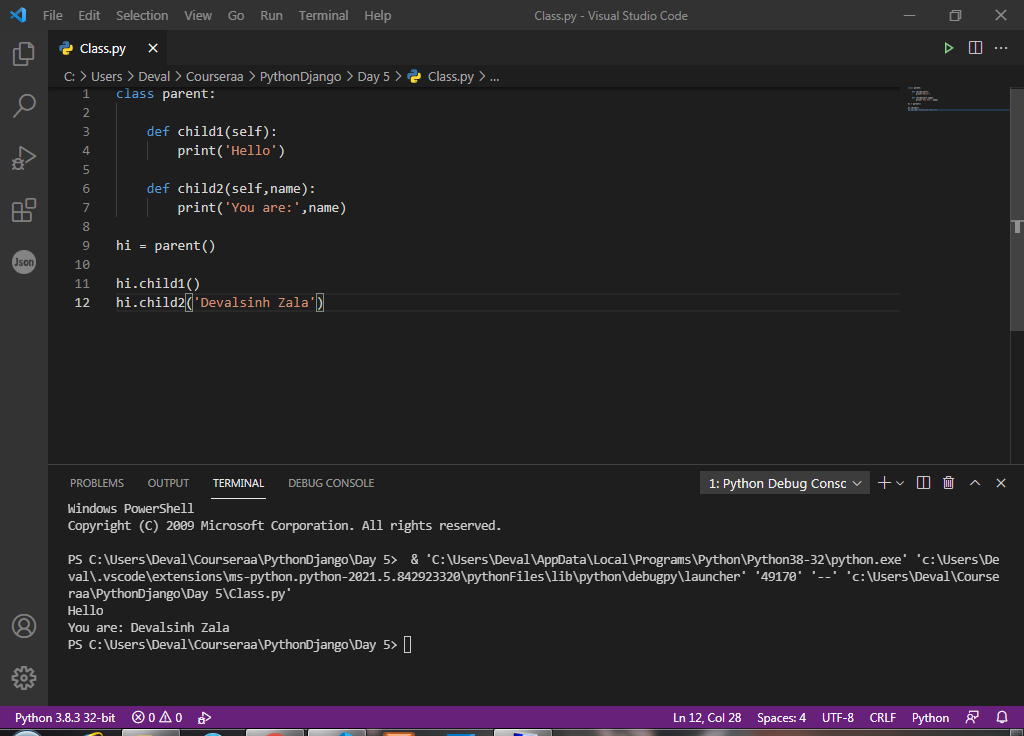 File Edit Selection View Go Run Terminal Help Class.py - Visual Studio Code
Class.py
C: > Users > Deval > Courseraa > PythonDjango > Day 5 > Class.py > ...
1 class parent:
2
3 def child1(self):
4 print('Hello')
5
6 def child2(self,name):
7 print('You are:',name)
8
9 hi = parent()
10
11 hi.child1()
12 hi.child2('Devalsinh Zala')
Json
PROBLEMS OUTPUT TERMINAL DEBUG CONSOLE 1: Python Debug Consc
Windows PowerShell
Copyright (C) 2009 Microsoft Corporation. All rights reserved.
PS C:\Users\Deval\Courseraa\PythonDjango\Day 5>  & 'C:\Users\Deval\AppData\Local\Programs\Python\Python38-32\python.exe' 'c:\Users\De
val\.vscode\extensions\ms-python.python-2021.5.842923320\pythonFiles\lib\python\debugpy\launcher' '49170' '--' 'c:\Users\Deval\Course
raa\PythonDjango\Day 5\Class.py'
Hello
You are: Devalsinh Zala
PS C:\Users\Deval\Courseraa\PythonDjango\Day 5>
Python 3.8.3 32-bit 0 0 Ln 12, Col 28 Spaces: 4 UTF-8 CRLF Python